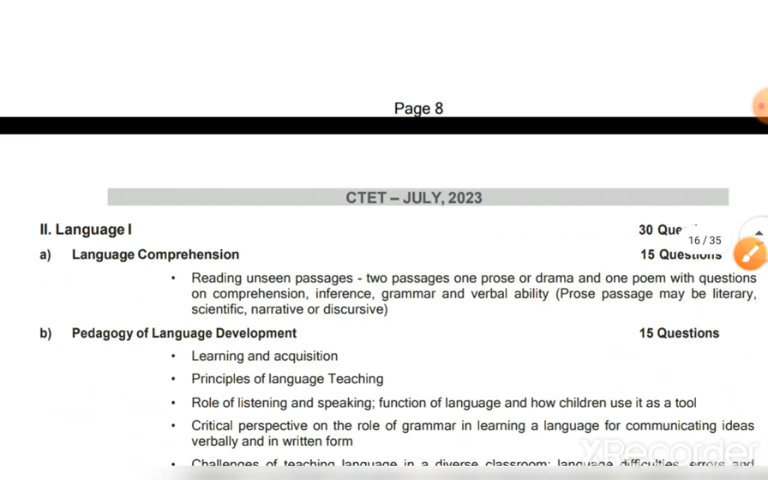 Page 8
CTET – JULY, 2023
II. Language I 30 Que
16 / 35
a) Language Comprehension 15 Questions
• Reading unseen passages - two passages one prose or drama and one poem with questions
on comprehension, inference, grammar and verbal ability (Prose passage may be literary,
scientific, narrative or discursive)
b) Pedagogy of Language Development 15 Questions
• Learning and acquisition
• Principles of language Teaching
• Role of listening and speaking; function of language and how children use it as a tool
• Critical perspective on the role of grammar in learning a language for communicating ideas
verbally and in written form
• Challenges of teaching language in a diverse classroom; language difficulties, errors and
XRecorder